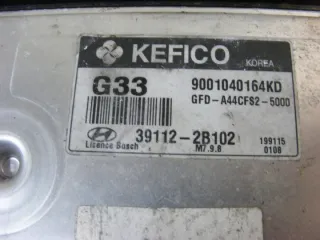 KEFICO KOREA
G33 9001040164KD
GFD-A44CFS2-5000
39112-2B102
Licence Bosch M7.9.8 199115
0108